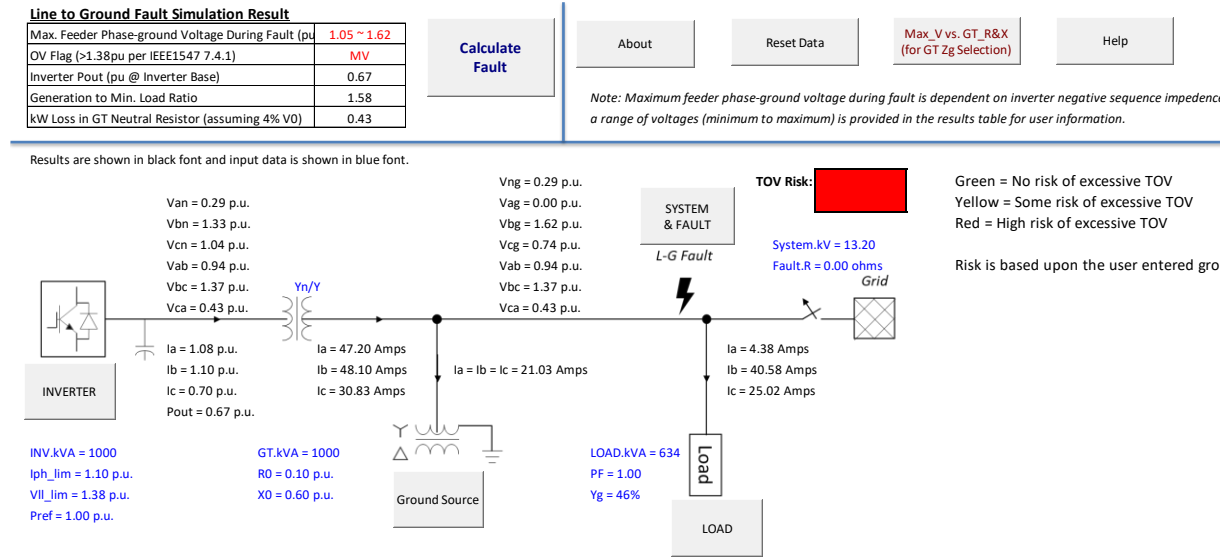 Line to Ground Fault Simulation Result
Max. Feeder Phase-ground Voltage During Fault (pu 1.05 ~ 1.62
OV Flag (>1.38pu per IEEE1547 7.4.1) MV
Inverter Pout (pu @ Inverter Base) 0.67
Generation to Min. Load Ratio 1.58
kW Loss in GT Neutral Resistor (assuming 4% V0) 0.43
Calculate
Fault
About
Reset Data
Max_V vs. GT_R&X
(for GT Zg Selection)
Help
Note: Maximum feeder phase-ground voltage during fault is dependent on inverter negative sequence impedence
a range of voltages (minimum to maximum) is provided in the results table for user information.
Results are shown in black font and input data is shown in blue font.
Van = 0.29 p.u.
Vbn = 1.33 p.u.
Vcn = 1.04 p.u.
Vab = 0.94 p.u.
Vbc = 1.37 p.u.
Vca = 0.43 p.u.
Yn/Y
Vng = 0.29 p.u.
Vag = 0.00 p.u.
Vbg = 1.62 p.u.
Vcg = 0.74 p.u.
Vab = 0.94 p.u.
Vbc = 1.37 p.u.
Vca = 0.43 p.u.
SYSTEM
& FAULT
L-G Fault
TOV Risk:
System.kV = 13.20
Fault.R = 0.00 ohms
Grid
Green = No risk of excessive TOV
Yellow = Some risk of excessive TOV
Red = High risk of excessive TOV
Risk is based upon the user entered gro
INVERTER
Ia = 1.08 p.u.
Ib = 1.10 p.u.
Ic = 0.70 p.u.
Pout = 0.67 p.u.
Ia = 47.20 Amps
Ib = 48.10 Amps
Ic = 30.83 Amps
Ia = Ib = Ic = 21.03 Amps
Ia = 4.38 Amps
Ib = 40.58 Amps
Ic = 25.02 Amps
INV.kVA = 1000
Iph_lim = 1.10 p.u.
Vll_lim = 1.38 p.u.
Pref = 1.00 p.u.
GT.kVA = 1000
R0 = 0.10 p.u.
X0 = 0.60 p.u.
Ground Source
LOAD.kVA = 634
PF = 1.00
Yg = 46%
Load
LOAD